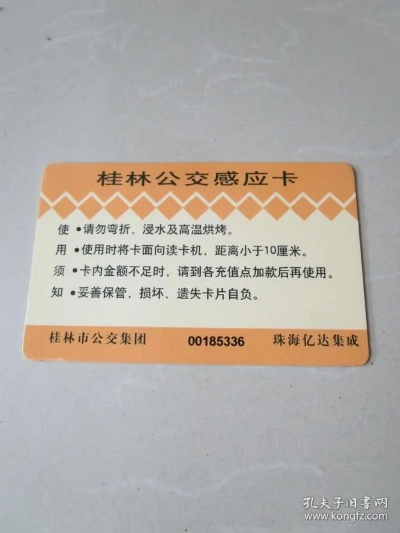 桂林公交感应卡
使 •请勿弯折、浸水及高温烘烤。
用 •使用时将卡面向读卡机，距离小于10厘米。
须 •卡内金额不足时，请到各充值点加款后再使用。
知 •妥善保管，损坏、遗失卡片自负。
桂林市公交集团 00185336 珠海亿达集成
孔夫子旧书网
www.kongfz.com